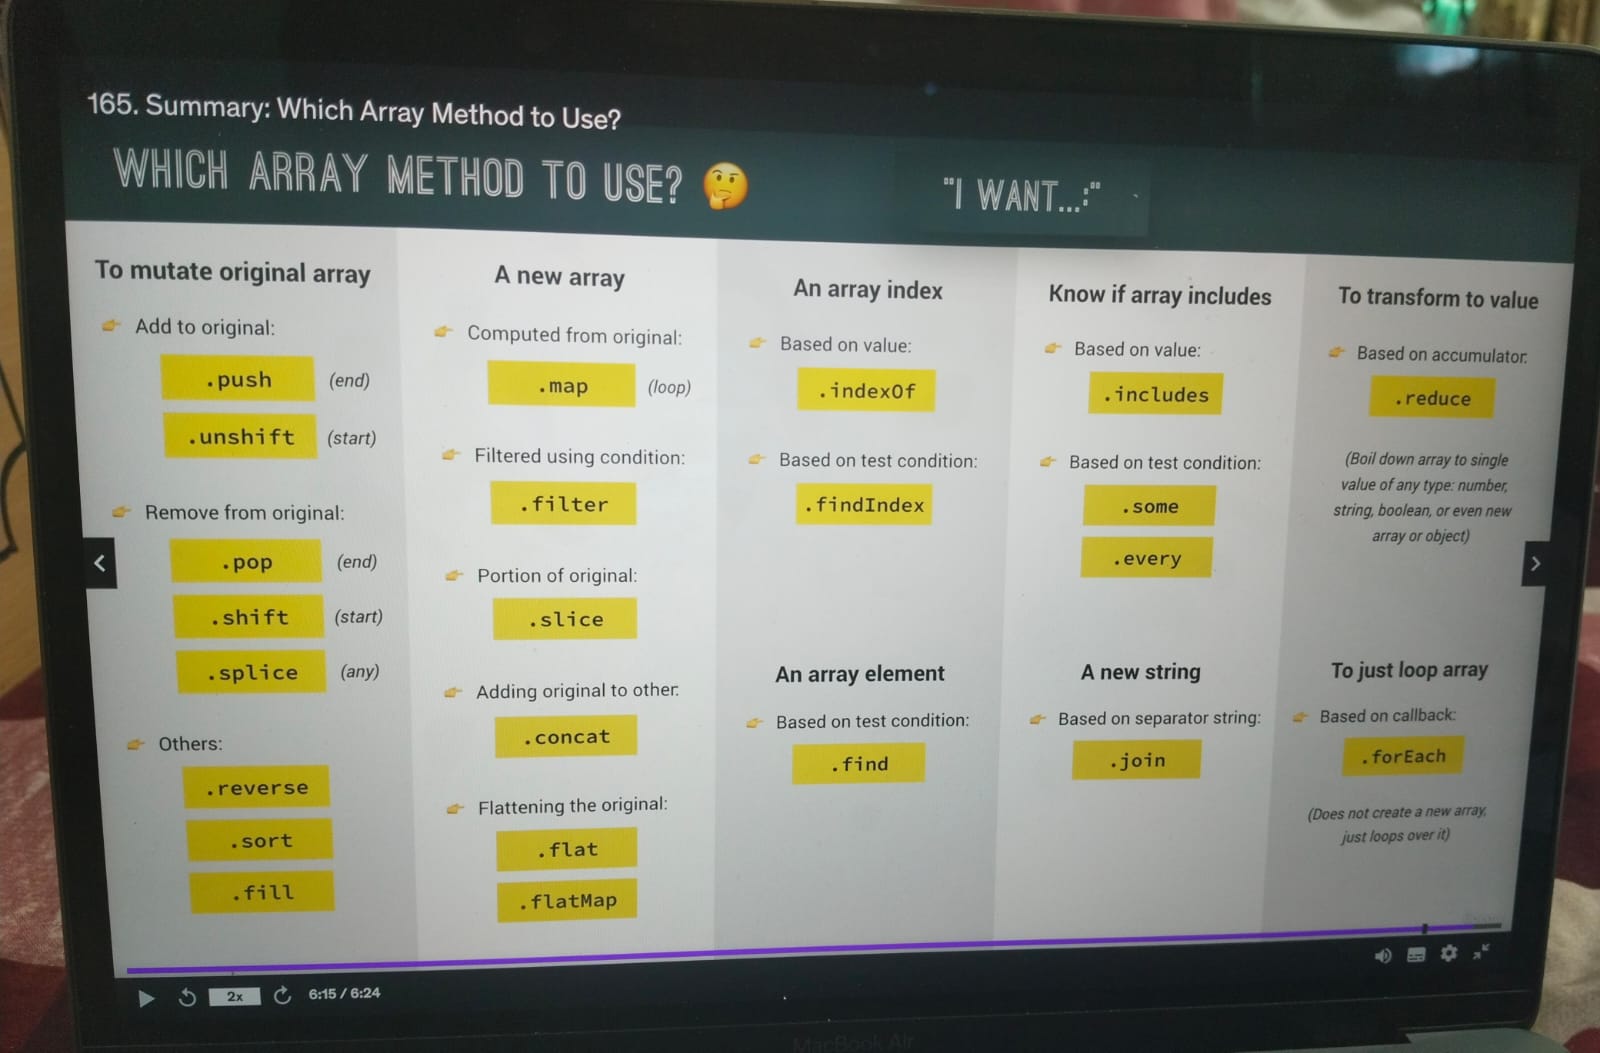 165. Summary: Which Array Method to Use?
WHICH ARRAY METHOD TO USE? 🤔
"I WANT...:"
To mutate original array
👉 Add to original:
.push (end)
.unshift (start)
👉 Remove from original:
.pop (end)
.shift (start)
.splice (any)
👉 Others:
.reverse
.sort
.fill
A new array
👉 Computed from original:
.map (loop)
👉 Filtered using condition:
.filter
👉 Portion of original:
.slice
👉 Adding original to other:
.concat
👉 Flattening the original:
.flat
.flatMap
An array index
👉 Based on value:
.indexOf
👉 Based on test condition:
.findIndex
An array element
👉 Based on test condition:
.find
Know if array includes
👉 Based on value:
.includes
👉 Based on test condition:
.some
.every
A new string
👉 Based on separator string:
.join
To transform to value
👉 Based on accumulator:
.reduce
(Boil down array to single
value of any type: number,
string, boolean, or even new
array or object)
To just loop array
👉 Based on callback:
.forEach
(Does not create a new array,
just loops over it)
2x
6:15 / 6:24
MacBook Air